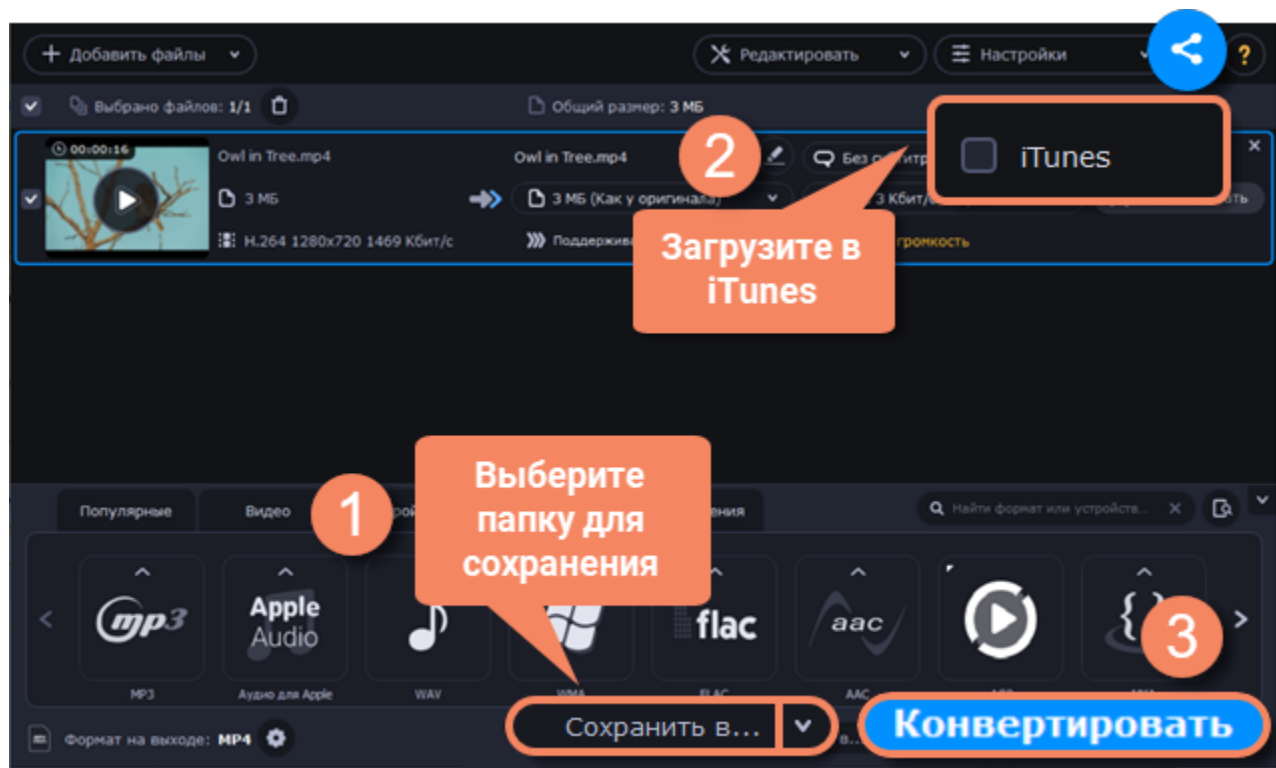 + Добавить файлы
Редактировать
Настройки
?
Выбрано файлов: 1/1
Общий размер: 3 МБ
00:00:16
Owl in Tree.mp4
Owl in Tree.mp4
2
iTunes
3 МБ
3 МБ (Как у оригинала)
H.264 1280x720 1469 Кбит/с
Загрузите в
iTunes
Выберите
папку для
сохранения
Популярные
Видео
1
Найти формат или устройств...
mp3
Apple
Audio
flac
aac
3
MP3
Аудио для Apple
WAV
WMA
FLAC
AAC
Формат на выходе: MP4
Сохранить в...
Конвертировать